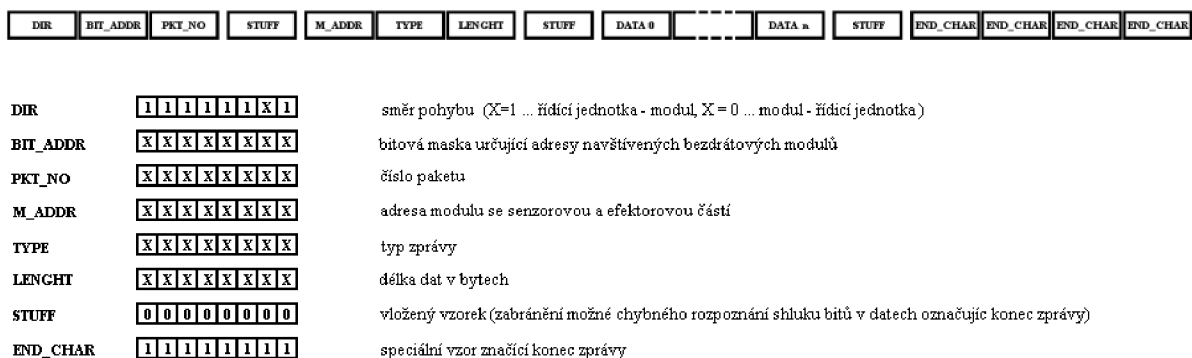 DIR BIT_ADDR PKT_NO STUFF M_ADDR TYPE LENGHT STUFF DATA 0 DATA n STUFF END_CHAR END_CHAR END_CHAR END_CHAR
DIR 1 1 1 1 1 1 X 1 směr pohybu (X=1 ... řídící jednotka - modul, X = 0 ... modul - řídicí jednotka)
BIT_ADDR X X X X X X X X bitová maska určující adresy navštívených bezdrátových modulů
PKT_NO X X X X X X X X číslo paketu
M_ADDR X X X X X X X X adresa modulu se senzorovou a efektorovou částí
TYPE X X X X X X X X typ zprávy
LENGHT X X X X X X X X délka dat v bytech
STUFF 0 0 0 0 0 0 0 0 vložený vzorek (zabránění možné chybného rozpoznání shluku bitů v datech označujíc konec zprávy)
END_CHAR 1 1 1 1 1 1 1 1 speciální vzor značící konec zprávy